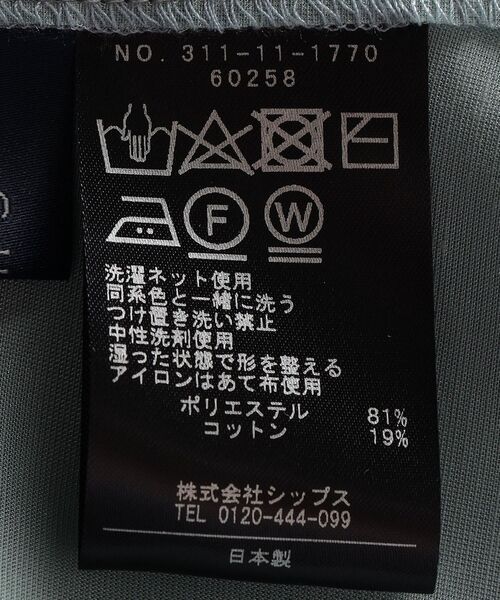 NO. 311-11-1770
60258
F
W
洗濯ネット使用
同系色と一緒に洗う
つけ置き洗い禁止
中性洗剤使用
湿った状態で形を整える
アイロンはあて布使用
ポリエステル 81%
コットン 19%
株式会社シップス
TEL 0120-444-099
日本製